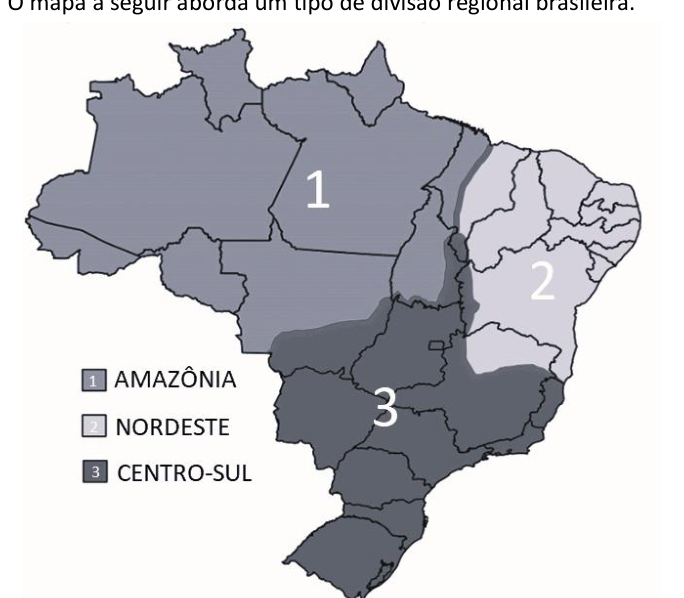 O mapa a seguir aborda um tipo de divisão regional brasileira.
1
2
3
1 AMAZÔNIA
2 NORDESTE
3 CENTRO-SUL